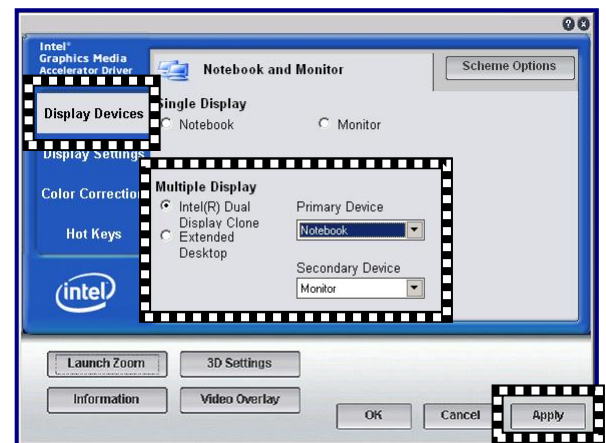 Intel®
Graphics Media
Accelerator Driver
Notebook and Monitor
Scheme Options
Display Devices
Single Display
Notebook
Monitor
Display Settings
Color Correction
Hot Keys
Multiple Display
Intel(R) Dual
Display Clone
Extended
Desktop
Primary Device
Notebook
Secondary Device
Monitor
intel
Launch Zoom
3D Settings
Information
Video Overlay
OK
Cancel
Apply